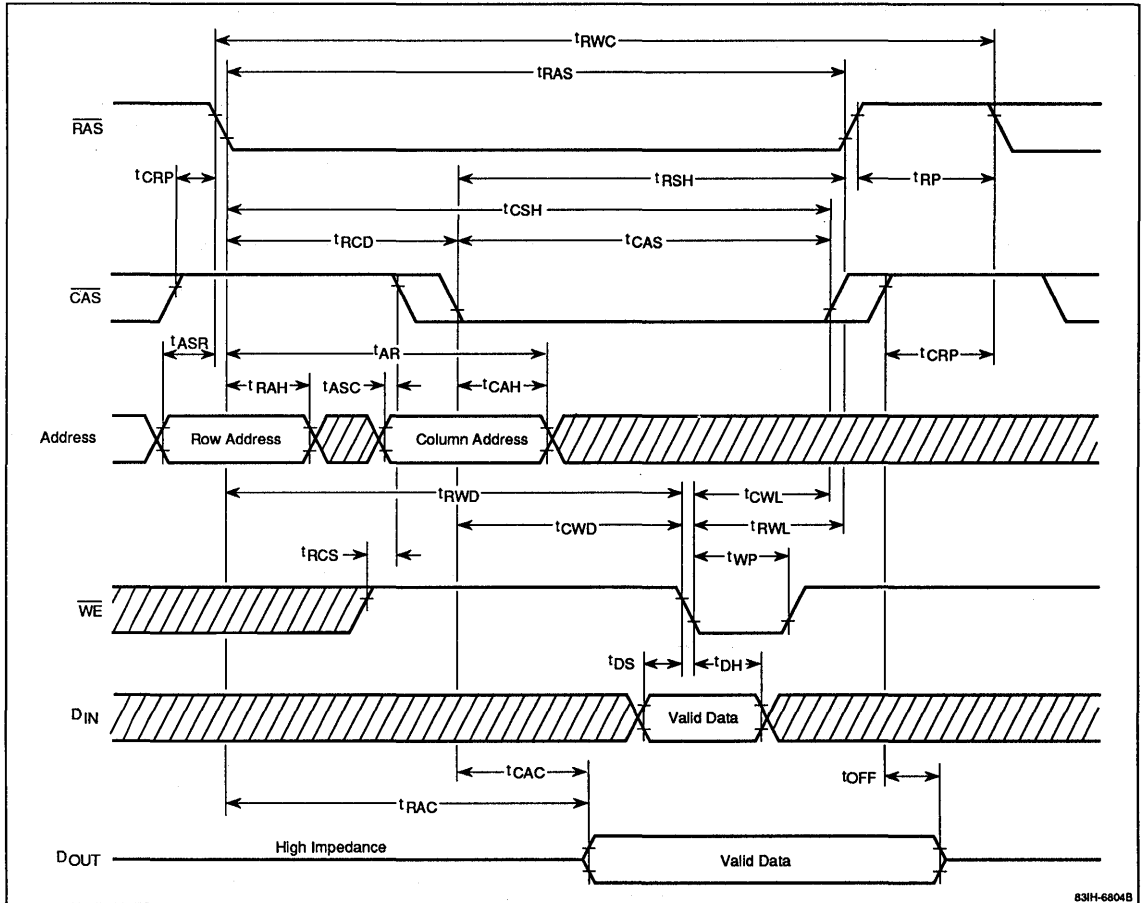 tRWC
tRAS
RAS
tCRP
tRSH
tRP
tCSH
tRCD
tCAS
CAS
tASR
tAR
tCRP
tRAH
tASC
tCAH
Address
Row Address
Column Address
tRWD
tCWL
tCWD
tRWL
tRCS
tWP
WE
tDS
tDH
DIN
Valid Data
tCAC
tOFF
tRAC
High Impedance
DOUT
Valid Data
83IH-6804B